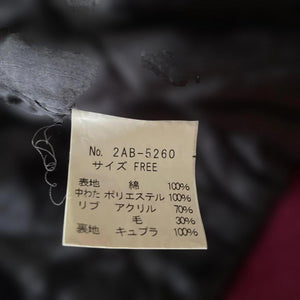 No. 2AB-5260
サイズ FREE
表地 綿 100%
中わた ポリエステル 100%
リブ アクリル 70%
毛 30%
裏地 キュプラ 100%